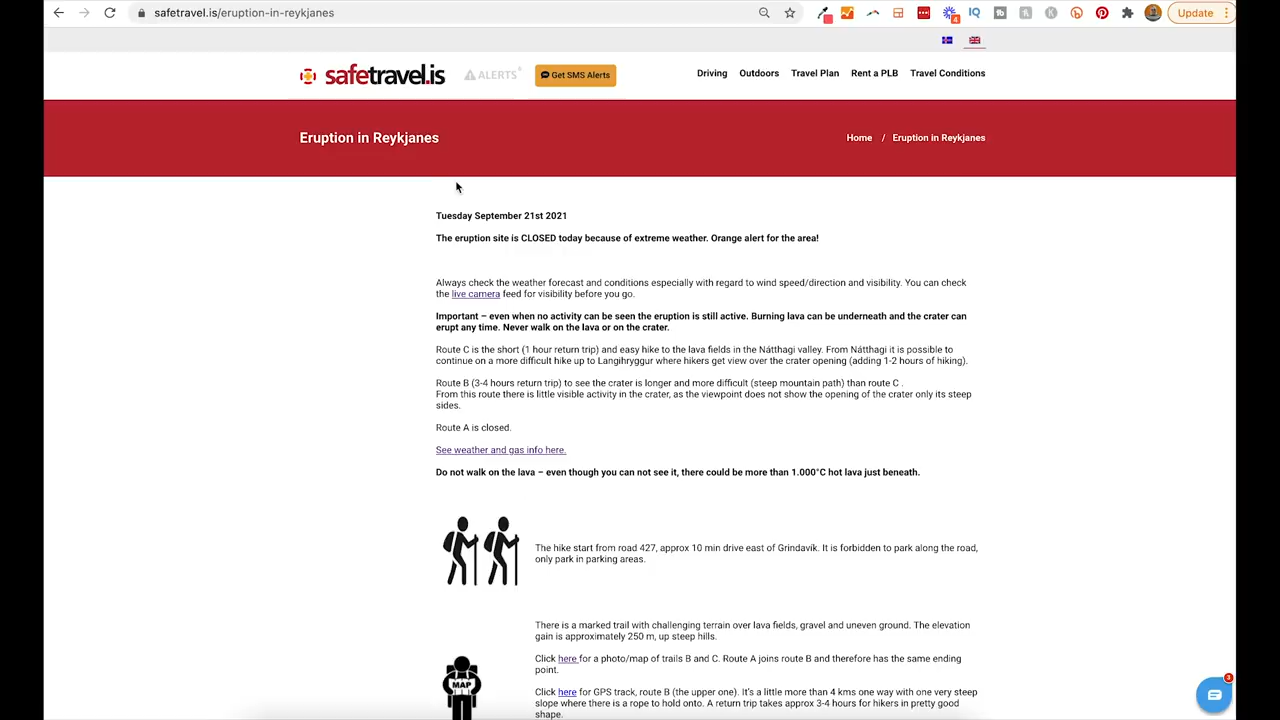 safetravel.is/eruption-in-reykjanes
4
Update
safetravel.is
ALERTS
Get SMS Alerts
Driving
Outdoors
Travel Plan
Rent a PLB
Travel Conditions
Eruption in Reykjanes
Home / Eruption in Reykjanes
Tuesday September 21st 2021
The eruption site is CLOSED today because of extreme weather. Orange alert for the area!
Always check the weather forecast and conditions especially with regard to wind speed/direction and visibility. You can check
the live camera feed for visibility before you go.
Important – even when no activity can be seen the eruption is still active. Burning lava can be underneath and the crater can
erupt any time. Never walk on the lava or on the crater.
Route C is the short (1 hour return trip) and easy hike to the lava fields in the Nátthagi valley. From Nátthagi it is possible to
continue on a more difficult hike up to Langihryggur where hikers get view over the crater opening (adding 1-2 hours of hiking).
Route B (3-4 hours return trip) to see the crater is longer and more difficult (steep mountain path) than route C .
From this route there is little visible activity in the crater, as the viewpoint does not show the opening of the crater only its steep
sides.
Route A is closed.
See weather and gas info here.
Do not walk on the lava – even though you can not see it, there could be more than 1.000°C hot lava just beneath.
The hike start from road 427, approx 10 min drive east of Grindavík. It is forbidden to park along the road,
only park in parking areas.
There is a marked trail with challenging terrain over lava fields, gravel and uneven ground. The elevation
gain is approximately 250 m, up steep hills.
Click here for a photo/map of trails B and C. Route A joins route B and therefore has the same ending
point.
MAP
Click here for GPS track, route B (the upper one). It's a little more than 4 kms one way with one very steep
slope where there is a rope to hold onto. A return trip takes approx 3-4 hours for hikers in pretty good
shape.
3